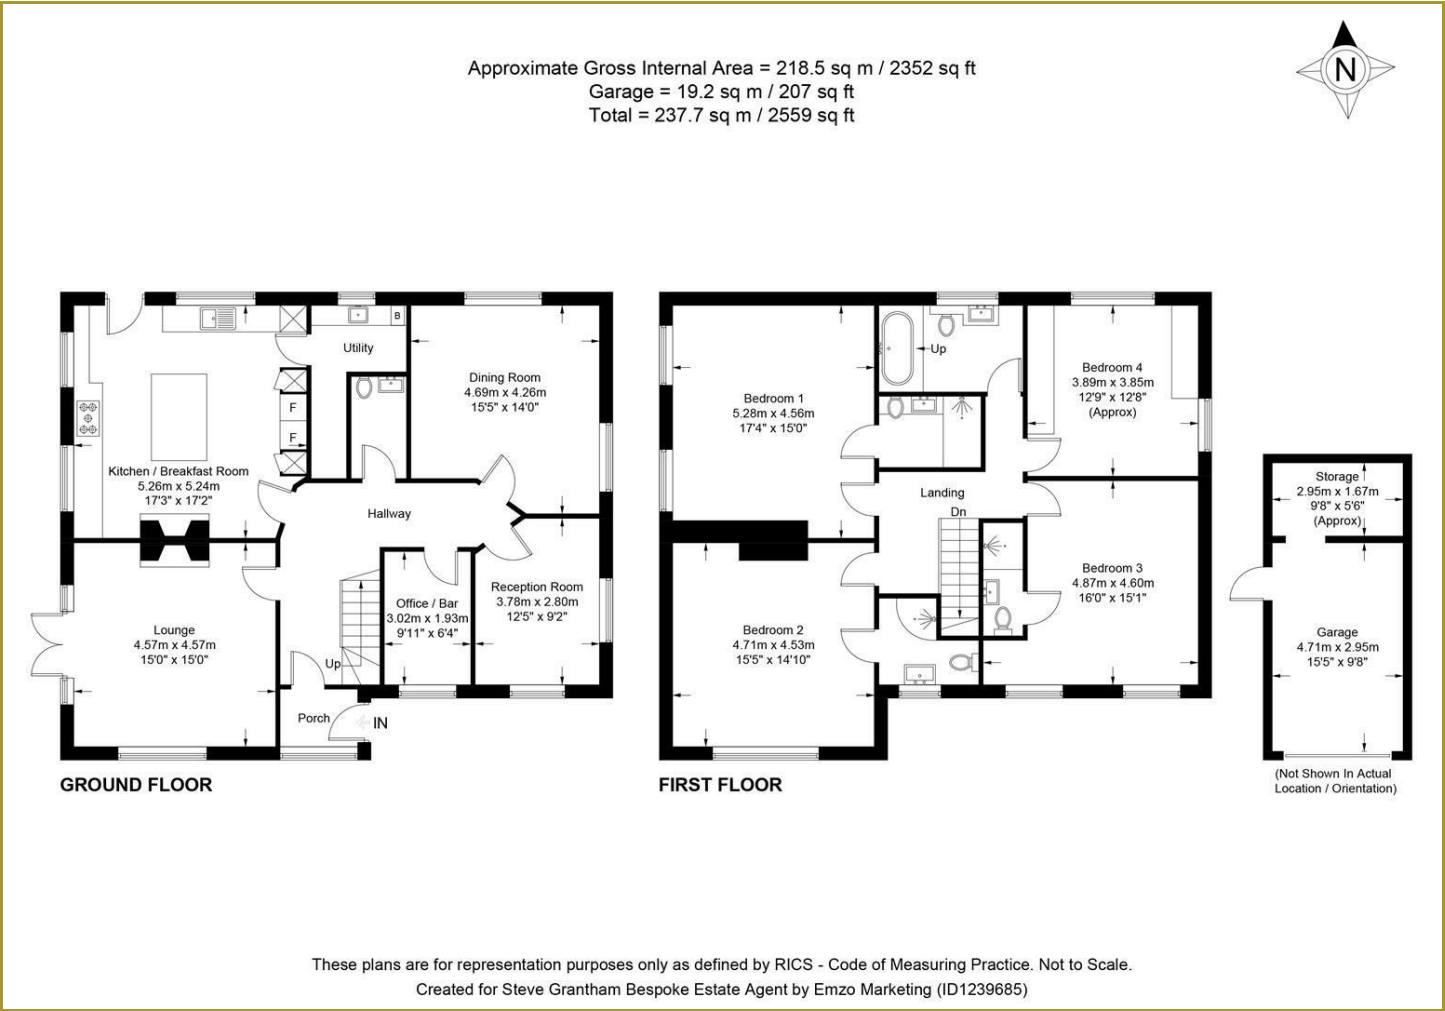 Approximate Gross Internal Area = 218.5 sq m / 2352 sq ft
Garage = 19.2 sq m / 207 sq ft
Total = 237.7 sq m / 2559 sq ft
N
Utility
B
Dining Room
4.69m x 4.26m
15'5" x 14'0"
F
F
Kitchen / Breakfast Room
5.26m x 5.24m
17'3" x 17'2"
Hallway
Lounge
4.57m x 4.57m
15'0" x 15'0"
Office / Bar
3.02m x 1.93m
9'11" x 6'4"
Reception Room
3.78m x 2.80m
12'5" x 9'2"
Up
Porch
IN
GROUND FLOOR
Bedroom 1
5.28m x 4.56m
17'4" x 15'0"
Up
Bedroom 4
3.89m x 3.85m
12'9" x 12'8"
(Approx)
Landing
Dn
Bedroom 3
4.87m x 4.60m
16'0" x 15'1"
Bedroom 2
4.71m x 4.53m
15'5" x 14'10"
FIRST FLOOR
Storage
2.95m x 1.67m
9'8" x 5'6"
(Approx)
Garage
4.71m x 2.95m
15'5" x 9'8"
(Not Shown In Actual
Location / Orientation)
These plans are for representation purposes only as defined by RICS - Code of Measuring Practice. Not to Scale.
Created for Steve Grantham Bespoke Estate Agent by Emzo Marketing (ID1239685)